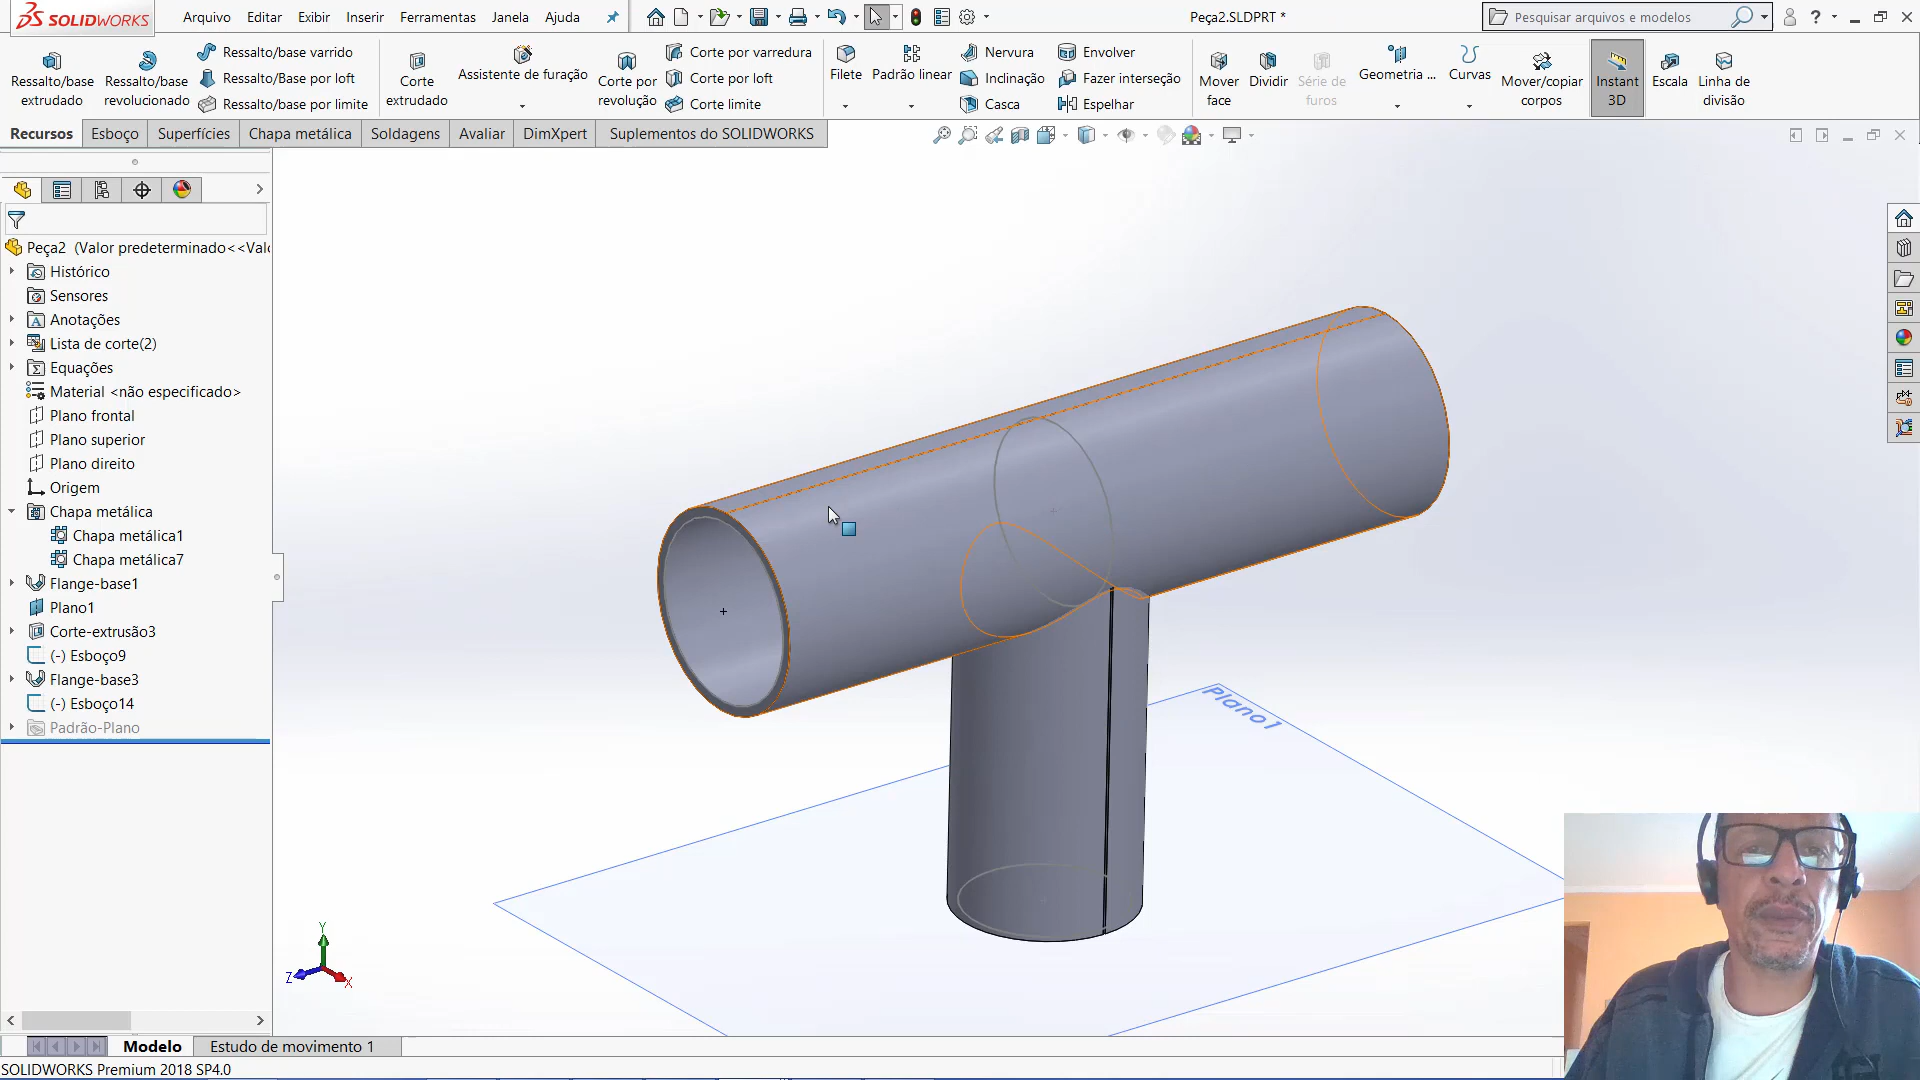 SOLIDWORKS
Arquivo Editar Exibir Inserir Ferramentas Janela Ajuda
Peça2.SLDPRT *
Pesquisar arquivos e modelos
Ressalto/base extrudado
Ressalto/base revolucionado
Ressalto/base varrido
Ressalto/Base por loft
Ressalto/base por limite
Corte extrudado
Assistente de furação
Corte por revolução
Corte por varredura
Corte por loft
Corte limite
Filete
Padrão linear
Nervura
Inclinação
Casca
Envolver
Fazer interseção
Espelhar
Mover face
Dividir
Série de furos
Geometria ...
Curvas
Mover/copiar corpos
Instant 3D
Escala
Linha de divisão
Recursos Esboço Superfícies Chapa metálica Soldagens Avaliar DimXpert Suplementos do SOLIDWORKS
Peça2 (Valor predeterminado<<Valo
Histórico
Sensores
Anotações
Lista de corte(2)
Equações
Material <não especificado>
Plano frontal
Plano superior
Plano direito
Origem
Chapa metálica
Chapa metálica1
Chapa metálica7
Flange-base1
Plano1
Corte-extrusão3
(-) Esboço9
Flange-base3
(-) Esboço14
Padrão-Plano
Plano1
Y
Z
X
Modelo Estudo de movimento 1
SOLIDWORKS Premium 2018 SP4.0